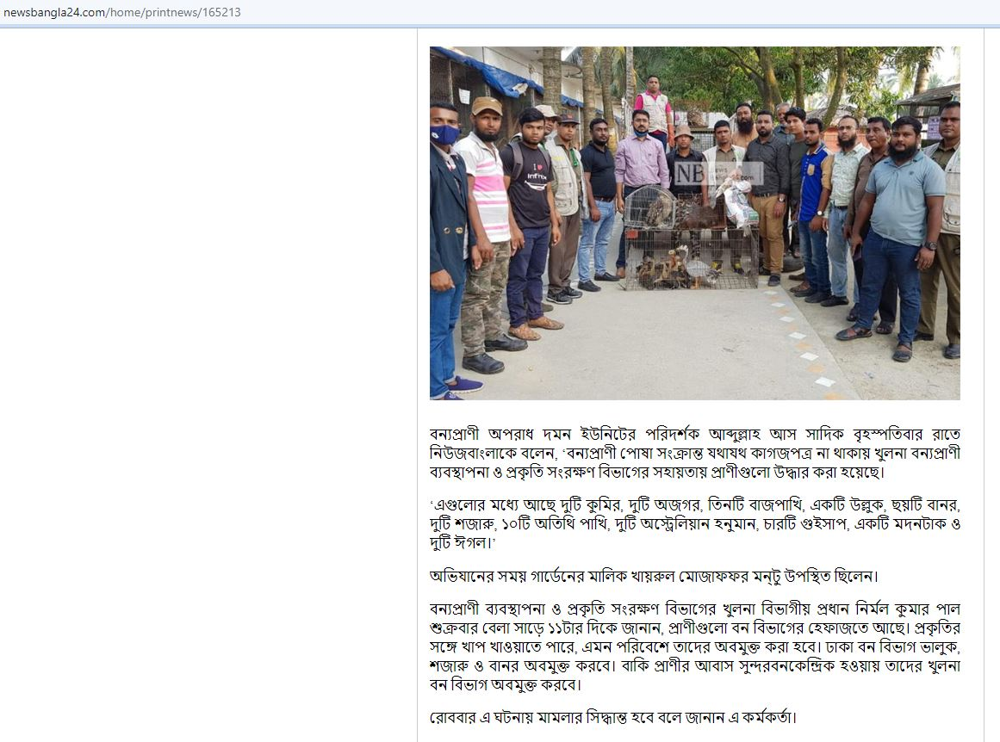 newsbangla24.com/home/printnews/165213
I
infinix
NB news
বন্যপ্রাণী অপরাধ দমন ইউনিটের পরিদর্শক আব্দুল্লাহ আস সাদিক বৃহস্পতিবার রাতে
নিউজবাংলাকে বলেন, ‘বন্যপ্রাণী পোষা সংক্রান্ত যথাযথ কাগজপত্র না থাকায় খুলনা বন্যপ্রাণী
ব্যবস্থাপনা ও প্রকৃতি সংরক্ষণ বিভাগের সহায়তায় প্রাণীগুলো উদ্ধার করা হয়েছে।
‘এগুলোর মধ্যে আছে দুটি কুমির, দুটি অজগর, তিনটি বাজপাখি, একটি উল্লুক, ছয়টি বানর,
দুটি শজারু, ১০টি অতিথি পাখি, দুটি অস্ট্রেলিয়ান হনুমান, চারটি গুইসাপ, একটি মদনটাক ও
দুটি ঈগল।’
অভিযানের সময় গার্ডেনের মালিক খায়রুল মোজাফফর মন্টু উপস্থিত ছিলেন।
বন্যপ্রাণী ব্যবস্থাপনা ও প্রকৃতি সংরক্ষণ বিভাগের খুলনা বিভাগীয় প্রধান নির্মল কুমার পাল
শুক্রবার বেলা সাড়ে ১১টার দিকে জানান, প্রাণীগুলো বন বিভাগের হেফাজতে আছে। প্রকৃতির
সঙ্গে খাপ খাওয়াতে পারে, এমন পরিবেশে তাদের অবমুক্ত করা হবে। ঢাকা বন বিভাগ ভালুক,
শজারু ও বানর অবমুক্ত করবে। বাকি প্রাণীর আবাস সুন্দরবনকেন্দ্রিক হওয়ায় তাদের খুলনা
বন বিভাগ অবমুক্ত করবে।
রোববার এ ঘটনায় মামলার সিদ্ধান্ত হবে বলে জানান এ কর্মকর্তা।